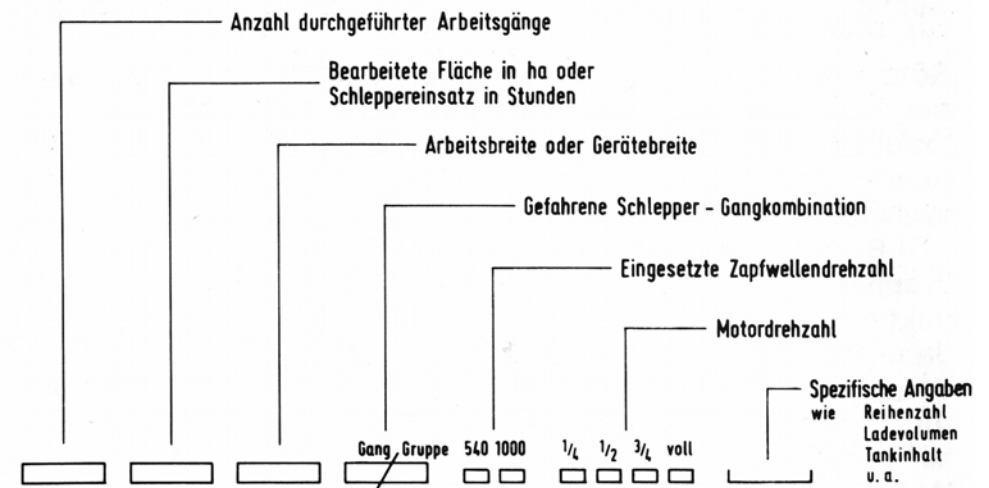 Anzahl durchgeführter Arbeitsgänge
Bearbeitete Fläche in ha oder
Schleppereinsatz in Stunden
Arbeitsbreite oder Gerätebreite
Gefahrene Schlepper - Gangkombination
Eingesetzte Zapfwellendrehzahl
Motordrehzahl
Spezifische Angaben
wie Reihenzahl
Ladevolumen
Tankinhalt
u. a.
Gang / Gruppe 540 1000 1/4 1/2 3/4 voll